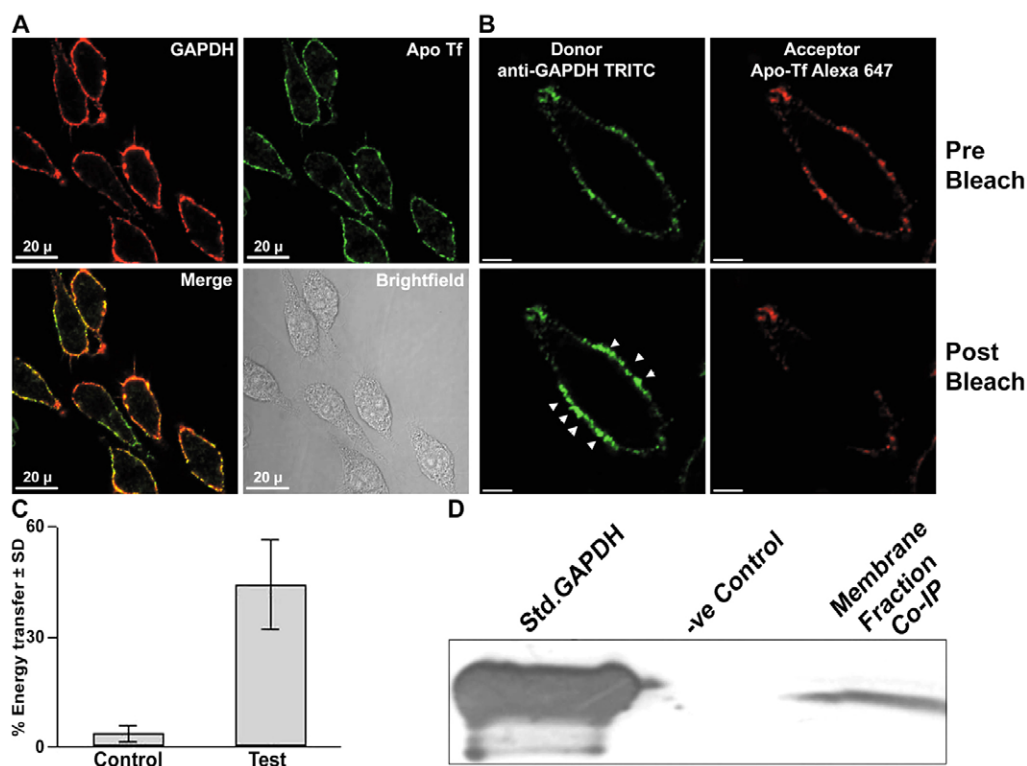 A
GAPDH
Apo Tf
20 µ
20 µ
Merge
Brightfield
20 µ
20 µ
B
Donor
anti-GAPDH TRITC
Acceptor
Apo-Tf Alexa 647
Pre
Bleach
Post
Bleach
C
% Energy transfer ± SD
60
30
0
Control
Test
D
Std.GAPDH
-ve Control
Membrane
Fraction
Co-IP